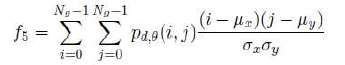 f_5 = \sum_{i=0}^{N_g-1} \sum_{j=0}^{N_g-1} p_{d,\theta}(i,j) \frac{(i-\mu_x)(j-\mu_y)}{\sigma_x \sigma_y}